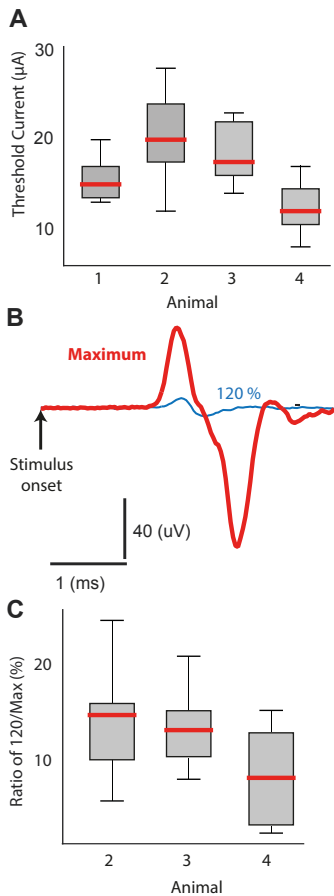 A
Threshold Current (μA)
30
20
10
1 2 3 4
Animal
B
Maximum
120 %
Stimulus
onset
40 (uV)
1 (ms)
C
Ratio of 120/Max (%)
20
10
2 3 4
Animal